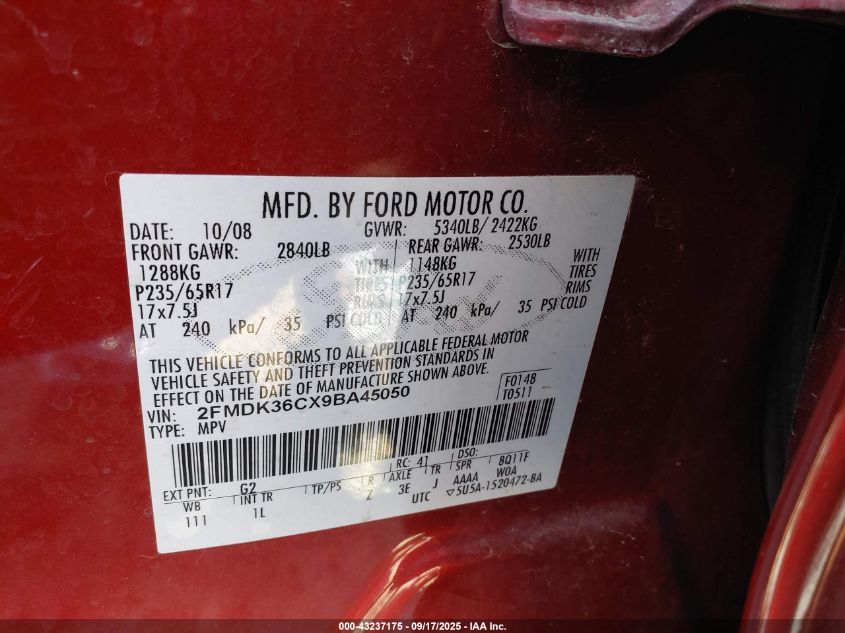 MFD. BY FORD MOTOR CO.
DATE: 10/08 GVWR: 5340LB/ 2422KG
FRONT GAWR: 2840LB REAR GAWR: 2530LB
1288KG WITH 1148KG WITH
P235/65R17 TIRES P235/65R17 TIRES
17x7.5J RIMS 17x7.5J RIMS
AT 240 kPa/ 35 PSI COLD AT 240 kPa/ 35 PSI COLD
THIS VEHICLE CONFORMS TO ALL APPLICABLE FEDERAL MOTOR
VEHICLE SAFETY AND THEFT PREVENTION STANDARDS IN
EFFECT ON THE DATE OF MANUFACTURE SHOWN ABOVE.
VIN: 2FMDK36CX9BA45050 F0148
TYPE: MPV T0511
RC: 41 DSO:
EXT PNT: G2 8Q11F
WB INT TR TP/PS R AXLE TR SPR WOA
111 1L Z 3E J AAAA
UTC ▽5U5A-1520472-BA
000-43237175 - 09/17/2025 - IAA Inc.